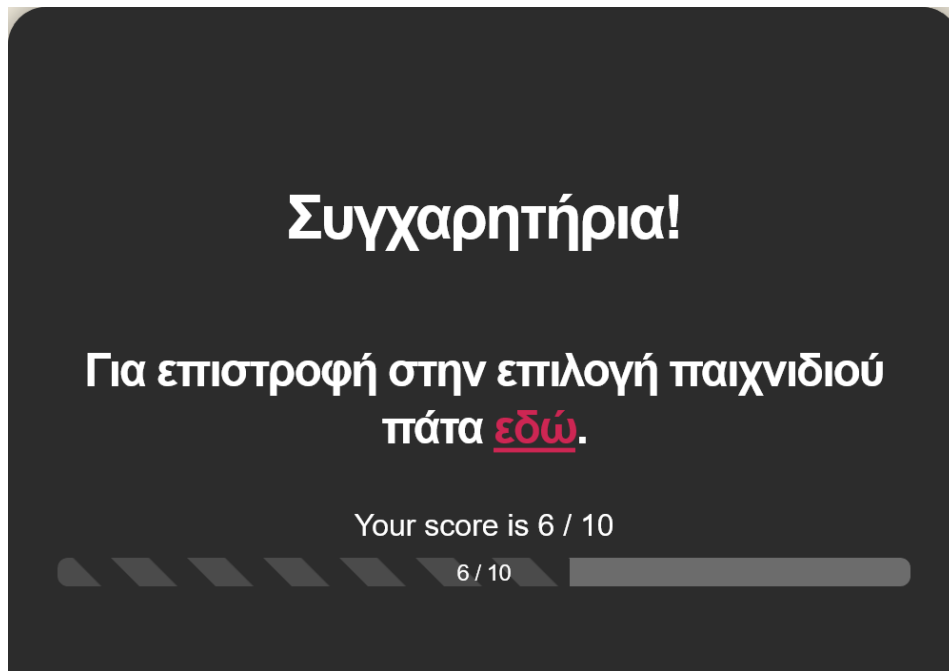 Συγχαρητήρια!
Για επιστροφή στην επιλογή παιχνιδιού
πάτα εδώ.
Your score is 6 / 10
6 / 10